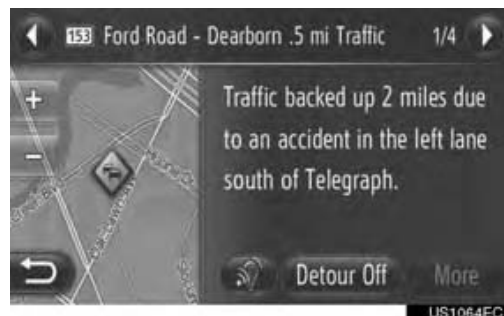 153 Ford Road - Dearborn .5 mi Traffic 1/4
Traffic backed up 2 miles due
to an accident in the left lane
south of Telegraph.
+
-
Detour Off More
US1064EC